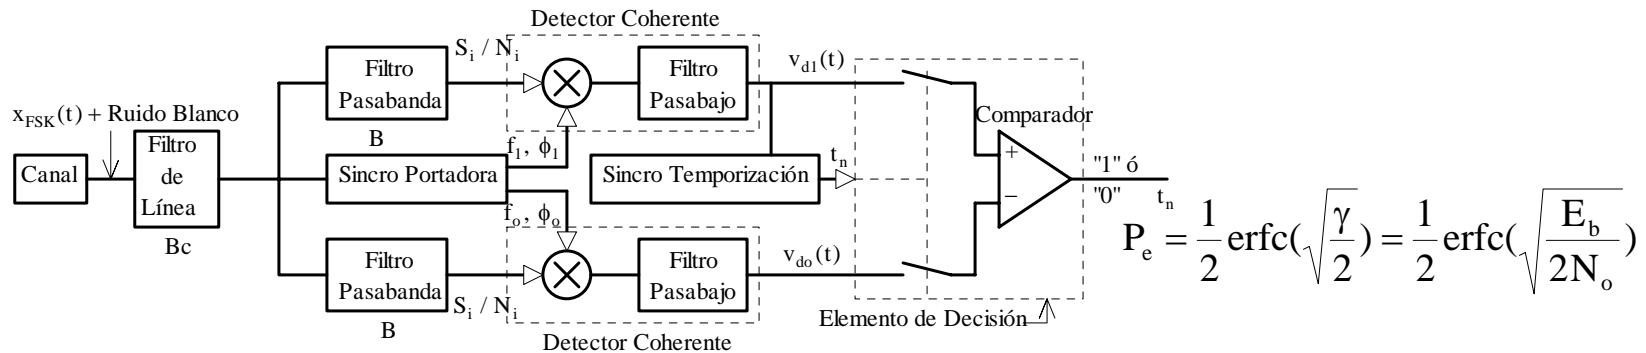 Detector Coherente
Filtro
Pasabanda
B
S_i / N_i
Filtro
Pasabajo
v_d1(t)
x_FSK(t) + Ruido Blanco
Canal
Filtro
de
Línea
Bc
Sincro Portadora
f_1, ϕ_1
f_o, ϕ_o
Sincro Temporización
t_n
Comparador
+
−
"1" ó
"0"
t_n
P_e = 1/2 erfc(√(γ/2)) = 1/2 erfc(√(E_b/2N_o))
Filtro
Pasabanda
B
S_i / N_i
Filtro
Pasabajo
v_do(t)
Elemento de Decisión
Detector Coherente